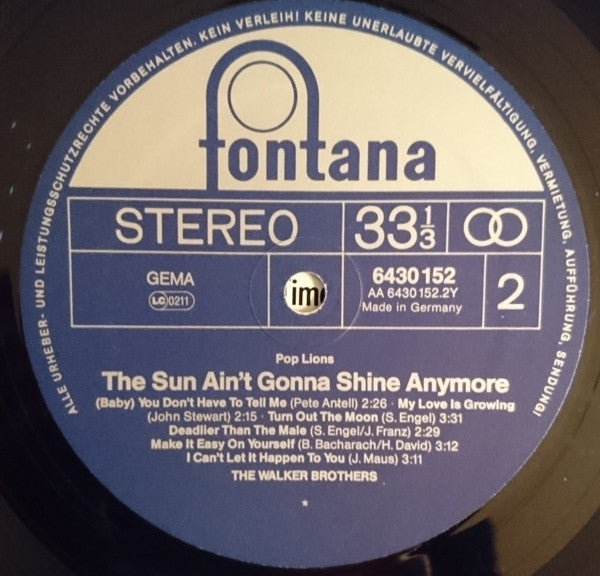 ALLE URHEBER- UND LEISTUNGSSCHUTZRECHTE VORBEHALTEN. KEIN VERLEIH! KEINE UNERLAUBTE VERVIELFÄLTIGUNG, VERMIETUNG, AUFFÜHRUNG, SENDUNG!
fontana
STEREO
33⅓
GEMA
LC 0211
im
6430 152
AA 6430 152.2Y
Made in Germany
2
Pop Lions
The Sun Ain't Gonna Shine Anymore
(Baby) You Don't Have To Tell Me (Pete Antell) 2:26 · My Love Is Growing
(John Stewart) 2:15 · Turn Out The Moon (S. Engel) 3:31
Deadlier Than The Male (S. Engel/J. Franz) 2:29
Make It Easy On Yourself (B. Bacharach/H. David) 3:12
I Can't Let It Happen To You (J. Maus) 3:11
THE WALKER BROTHERS
*